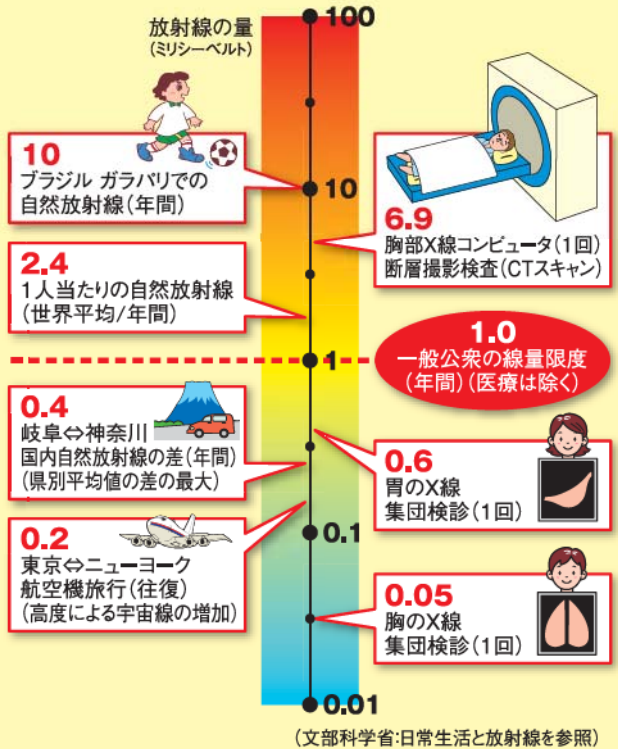 放射線の量
(ミリシーベルト)
100
10
ブラジル ガラパリでの
自然放射線(年間)
10
6.9
胸部X線コンピュータ(1回)
断層撮影検査(CTスキャン)
2.4
1人当たりの自然放射線
(世界平均/年間)
1
1.0
一般公衆の線量限度
(年間)(医療は除く)
0.4
岐阜⇔神奈川
国内自然放射線の差(年間)
(県別平均値の差の最大)
0.6
胃のX線
集団検診(1回)
0.2
東京⇔ニューヨーク
航空機旅行(往復)
(高度による宇宙線の増加)
0.1
0.05
胸のX線
集団検診(1回)
0.01
(文部科学省:日常生活と放射線を参照)